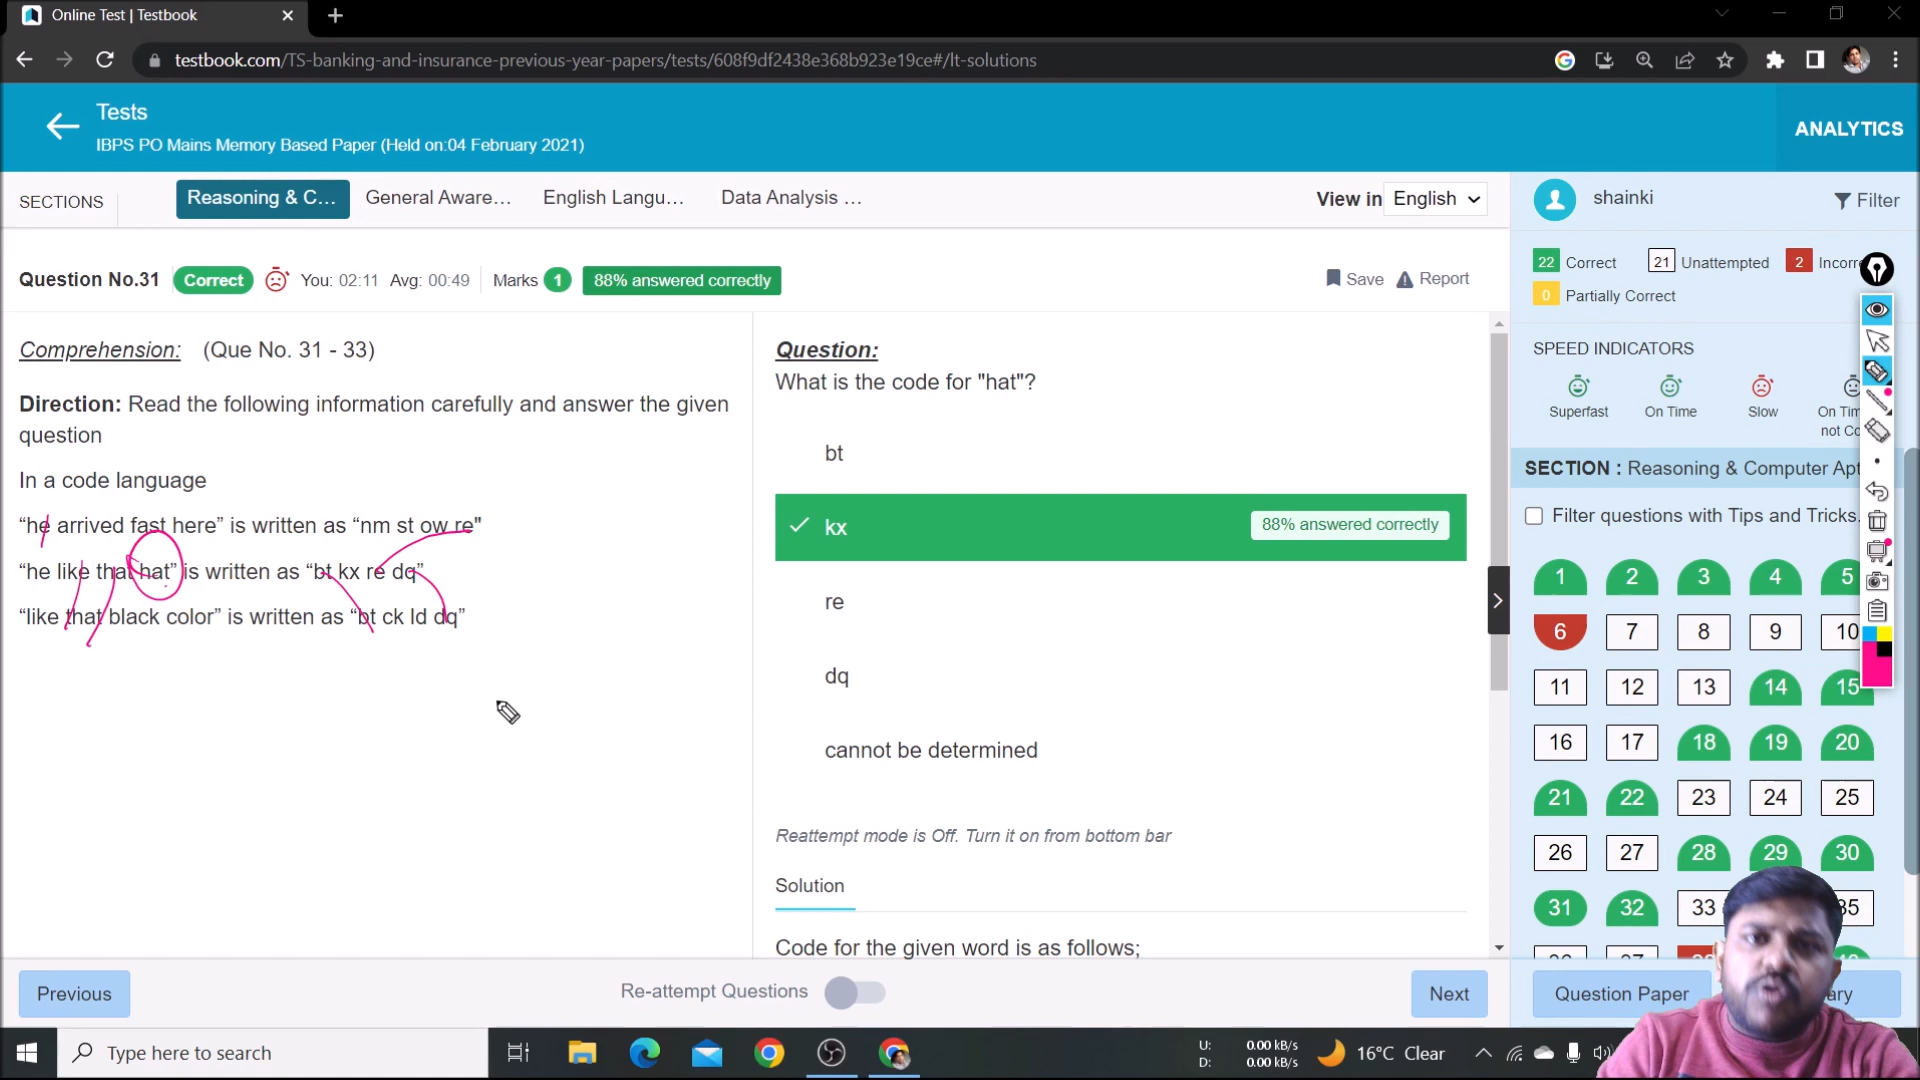 Online Test | Testbook
testbook.com/TS-banking-and-insurance-previous-year-papers/tests/608f9df2438e368b923e19ce#/lt-solutions
Tests
IBPS PO Mains Memory Based Paper (Held on:04 February 2021)
ANALYTICS
SECTIONS
Reasoning & C...
General Aware...
English Langu...
Data Analysis ...
View in English
shainki
Filter
Question No.31 Correct You: 02:11 Avg: 00:49 Marks 1 88% answered correctly
Save Report
22 Correct 21 Unattempted 2 Incorre
0 Partially Correct
SPEED INDICATORS
Superfast On Time Slow On Tim
not Co
Comprehension: (Que No. 31 - 33)
Direction: Read the following information carefully and answer the given
question
In a code language
“he arrived fast here” is written as “nm st ow re"
“he like that hat” is written as “bt kx re dq”
“like that black color” is written as “bt ck ld dq”
Question:
What is the code for "hat"?
bt
kx 88% answered correctly
re
dq
cannot be determined
Reattempt mode is Off. Turn it on from bottom bar
Solution
Code for the given word is as follows;
SECTION : Reasoning & Computer Apt
Filter questions with Tips and Tricks.
1 2 3 4 5
6 7 8 9 10
11 12 13 14 15
16 17 18 19 20
21 22 23 24 25
26 27 28 29 30
31 32 33 35
Previous
Re-attempt Questions
Next
Question Paper
Type here to search
U: 0.00 kB/s
D: 0.00 kB/s
16°C Clear